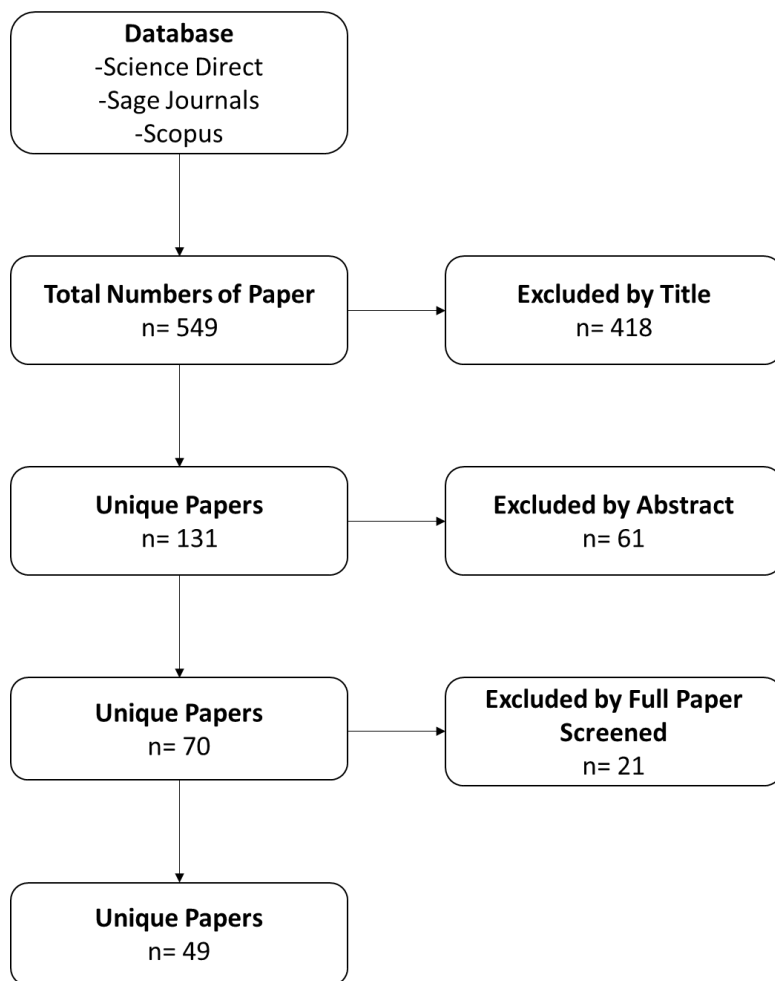 Database
-Science Direct
-Sage Journals
-Scopus
Total Numbers of Paper
n= 549
Excluded by Title
n= 418
Unique Papers
n= 131
Excluded by Abstract
n= 61
Unique Papers
n= 70
Excluded by Full Paper
Screened
n= 21
Unique Papers
n= 49